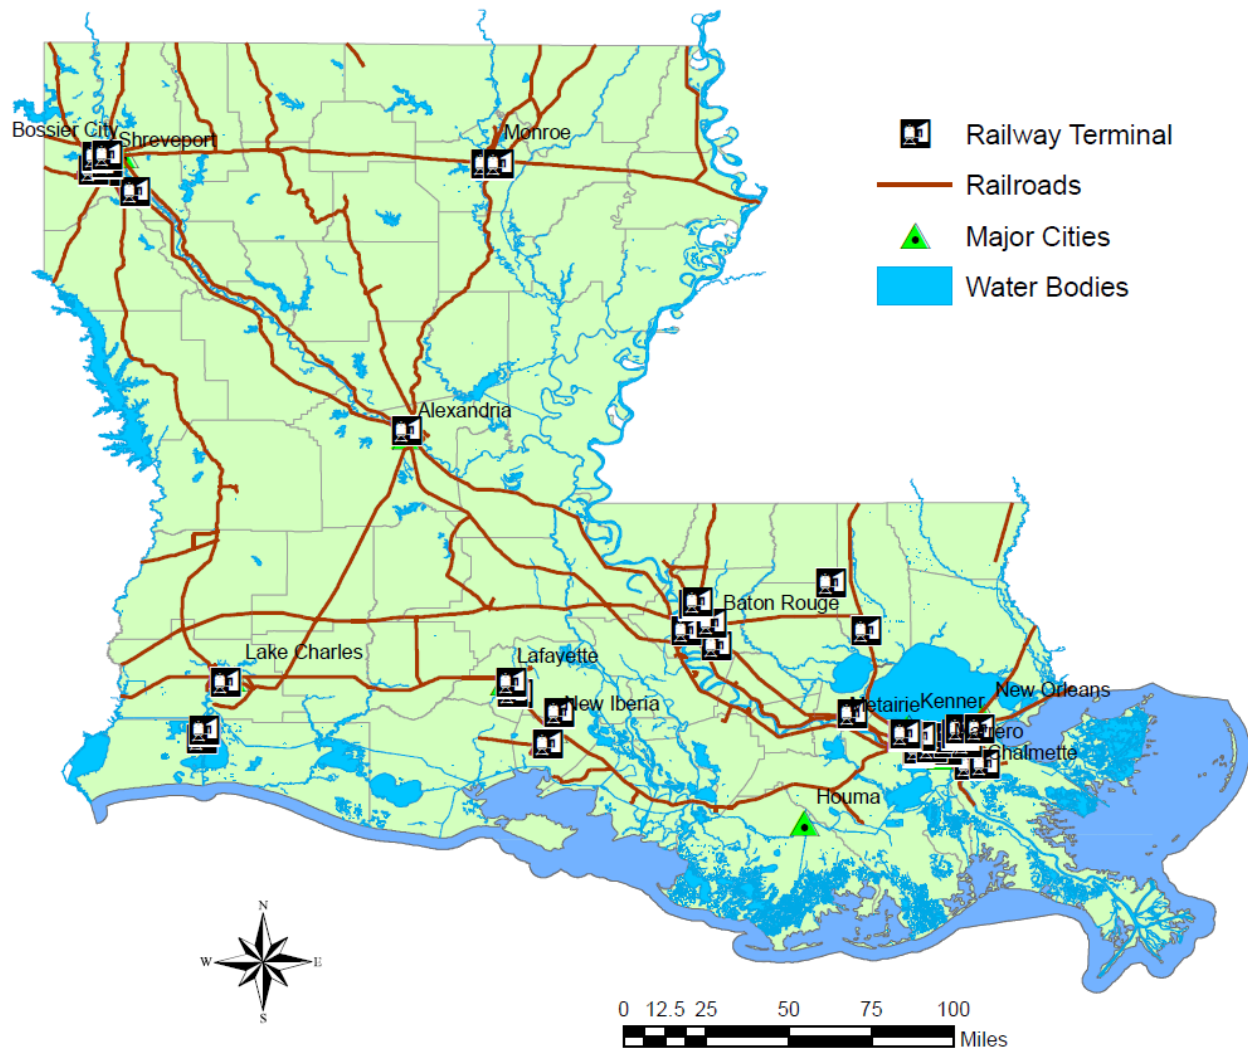 Bossier City
Shreveport
Monroe
Railway Terminal
Railroads
Major Cities
Water Bodies
Alexandria
Baton Rouge
Lake Charles
Lafayette
New Iberia
Metairie
Kenner
New Orleans
Chalmette
Houma
N
W
E
S
0 12.5 25 50 75 100
Miles